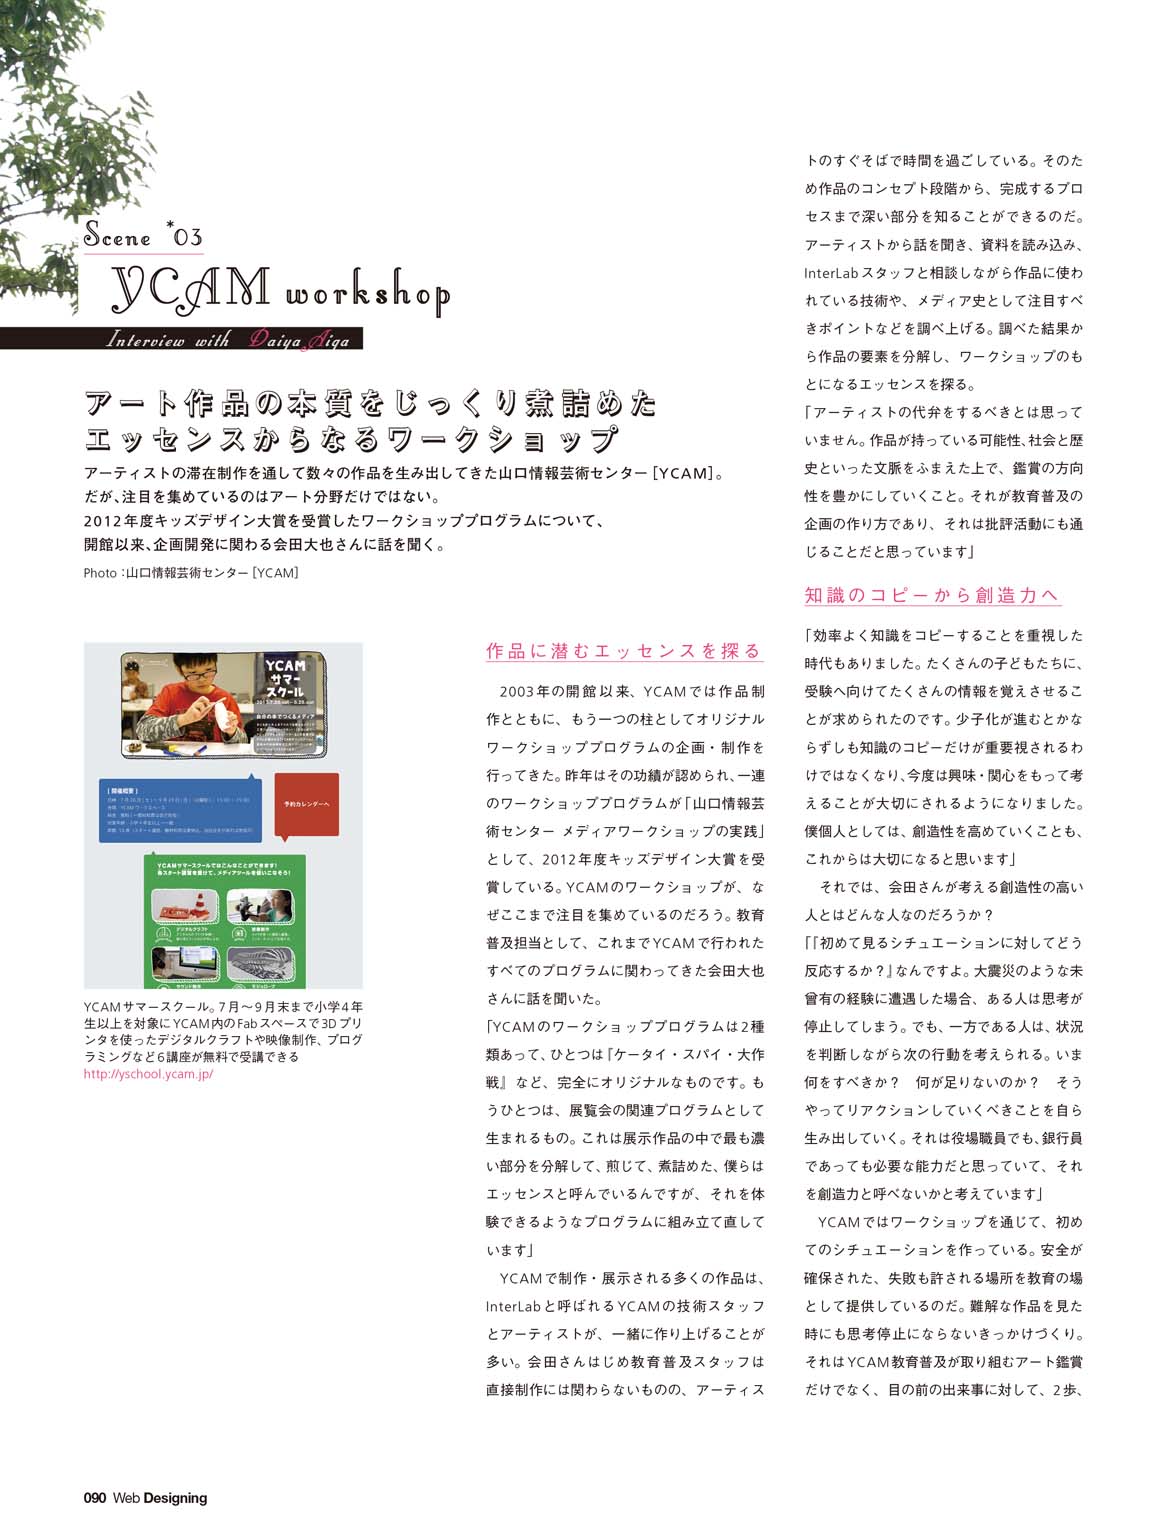 Scene *03
YCAM workshop
Interview with Daiya Aiga
アート作品の本質をじっくり煮詰めた
エッセンスからなるワークショップ
アーティストの滞在制作を通して数々の作品を生み出してきた山口情報芸術センター［YCAM］。
だが、注目を集めているのはアート分野だけではない。
2012年度キッズデザイン大賞を受賞したワークショッププログラムについて、
開館以来、企画開発に関わる会田大也さんに話を聞く。
Photo：山口情報芸術センター［YCAM］
YCAM
サマー
スクール
自分の手でつくるメディア
[ 開催概要 ]
予約カレンダーへ
YCAMサマースクールではこんなことができます!
各スタート講習を受けて、メディアツールを使いこなそう!
デジタルクラフト
映像制作
YCAMサマースクール。7月〜9月末まで小学4年
生以上を対象にYCAM内のFabスペースで3Dプリ
ンタを使ったデジタルクラフトや映像制作、プログ
ラミングなど6講座が無料で受講できる
http://yschool.ycam.jp/
作品に潜むエッセンスを探る
2003年の開館以来、YCAMでは作品制
作とともに、もう一つの柱としてオリジナル
ワークショッププログラムの企画・制作を
行ってきた。昨年はその功績が認められ、一連
のワークショッププログラムが「山口情報芸
術センター メディアワークショップの実践」
として、2012年度キッズデザイン大賞を受
賞している。YCAMのワークショップが、な
ぜここまで注目を集めているのだろう。教育
普及担当として、これまでYCAMで行われた
すべてのプログラムに関わってきた会田大也
さんに話を聞いた。
「YCAMのワークショッププログラムは2種
類あって、ひとつは『ケータイ・スパイ・大作
戦』など、完全にオリジナルなものです。も
うひとつは、展覧会の関連プログラムとして
生まれるもの。これは展示作品の中で最も濃
い部分を分解して、煎じて、煮詰めた、僕らは
エッセンスと呼んでいるんですが、それを体
験できるようなプログラムに組み立て直して
います」
YCAMで制作・展示される多くの作品は、
InterLabと呼ばれるYCAMの技術スタッフ
とアーティストが、一緒に作り上げることが
多い。会田さんはじめ教育普及スタッフは
直接制作には関わらないものの、アーティス
トのすぐそばで時間を過ごしている。そのた
め作品のコンセプト段階から、完成するプロ
セスまで深い部分を知ることができるのだ。
アーティストから話を聞き、資料を読み込み、
InterLabスタッフと相談しながら作品に使わ
れている技術や、メディア史として注目すべ
きポイントなどを調べ上げる。調べた結果か
ら作品の要素を分解し、ワークショップのも
とになるエッセンスを探る。
「アーティストの代弁をするべきとは思って
いません。作品が持っている可能性、社会と歴
史といった文脈をふまえた上で、鑑賞の方向
性を豊かにしていくこと。それが教育普及の
企画の作り方であり、それは批評活動にも通
じることだと思っています」
知識のコピーから創造力へ
「効率よく知識をコピーすることを重視した
時代もありました。たくさんの子どもたちに、
受験へ向けてたくさんの情報を覚えさせるこ
とが求められたのです。少子化が進むとかな
らずしも知識のコピーだけが重要視されるわ
けではなくなり、今度は興味・関心をもって考
えることが大切にされるようになりました。
僕個人としては、創造性を高めていくことも、
これからは大切になると思います」
それでは、会田さんが考える創造性の高い
人とはどんな人なのだろうか？
「『初めて見るシチュエーションに対してどう
反応するか？』なんですよ。大震災のような未
曾有の経験に遭遇した場合、ある人は思考が
停止してしまう。でも、一方である人は、状況
を判断しながら次の行動を考えられる。いま
何をすべきか？　何が足りないのか？　そう
やってリアクションしていくべきことを自ら
生み出していく。それは役場職員でも、銀行員
であっても必要な能力だと思っていて、それ
を創造力と呼べないかと考えています」
YCAMではワークショップを通じて、初め
てのシチュエーションを作っている。安全が
確保された、失敗も許される場所を教育の場
として提供しているのだ。難解な作品を見た
時にも思考停止にならないきっかけづくり。
それはYCAM教育普及が取り組むアート鑑賞
だけでなく、目の前の出来事に対して、2歩、
090 Web Designing